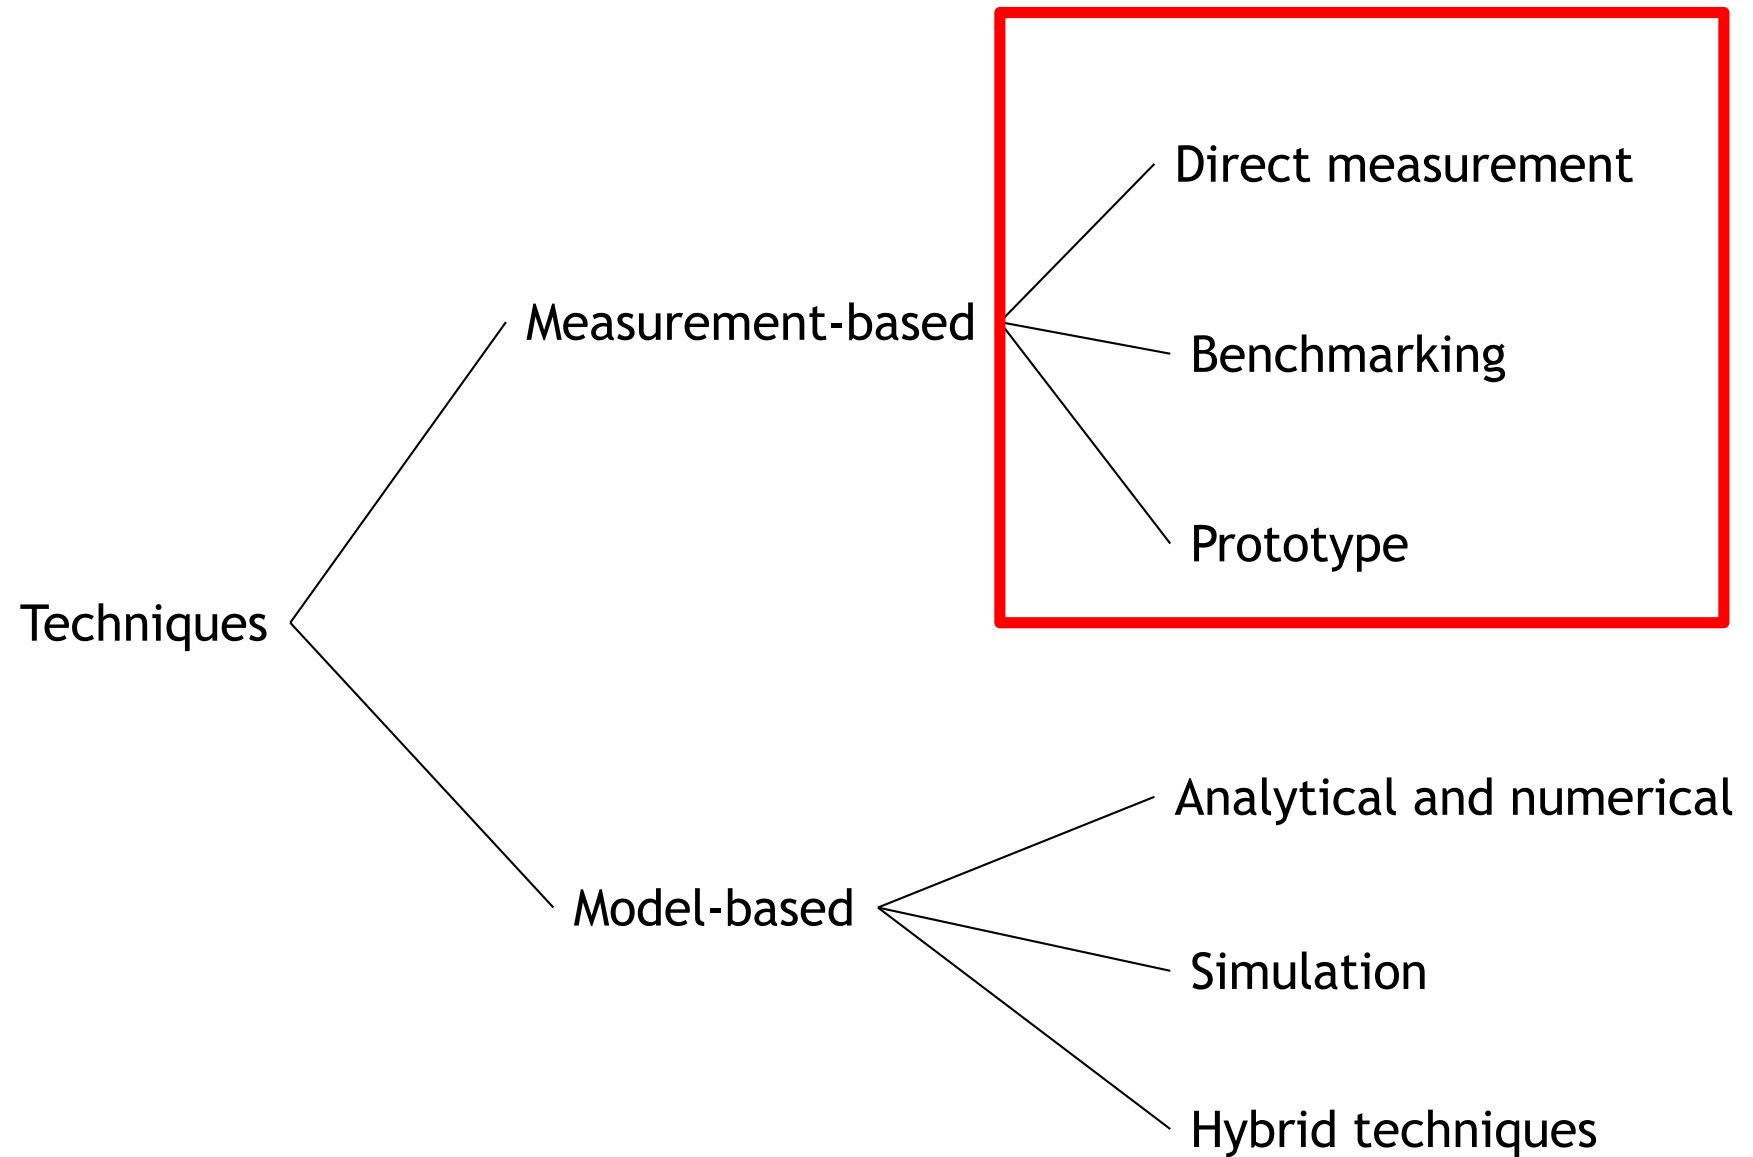 Techniques
Measurement-based
Direct measurement
Benchmarking
Prototype
Model-based
Analytical and numerical
Simulation
Hybrid techniques